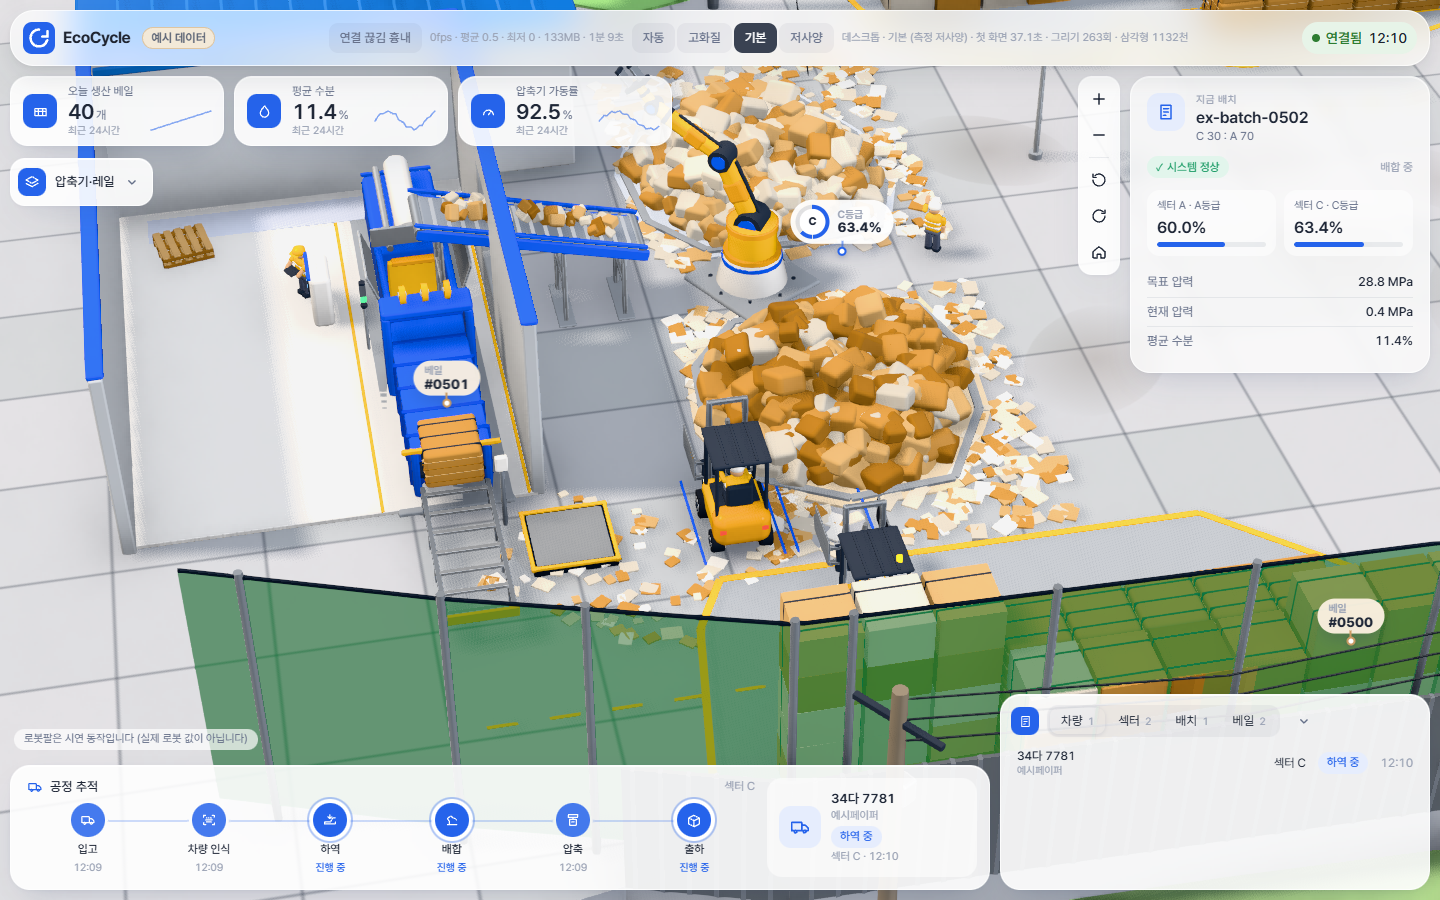 EcoCycle
예시 데이터
연결 끊김 흉내
0fps · 평균 0.5 · 최저 0 · 133MB · 1분 9초
자동
고화질
기본
저사양
데스크톱 · 기본 (측정 저사양) · 첫 화면 37.1초 · 그리기 263회 · 삼각형 1132천
연결됨 12:10
오늘 생산 베일
40개
최근 24시간
평균 수분
11.4%
최근 24시간
압축기 가동률
92.5%
최근 24시간
압축기·레일
지금 배치
ex-batch-0502
C 30 : A 70
✓ 시스템 정상
배합 중
섹터 A · A등급
60.0%
섹터 C · C등급
63.4%
목표 압력
28.8 MPa
현재 압력
0.4 MPa
평균 수분
11.4%
C
C등급
63.4%
베일
#0501
베일
#0500
로봇팔은 시연 동작입니다 (실제 로봇 값이 아닙니다)
공정 추적
섹터 C
입고
12:09
차량 인식
12:09
하역
진행 중
배합
진행 중
압축
12:09
출하
진행 중
34다 7781
예시페이퍼
하역 중
섹터 C · 12:10
차량 1
섹터 2
배치 1
베일 2
34다 7781
예시페이퍼
섹터 C
하역 중
12:10